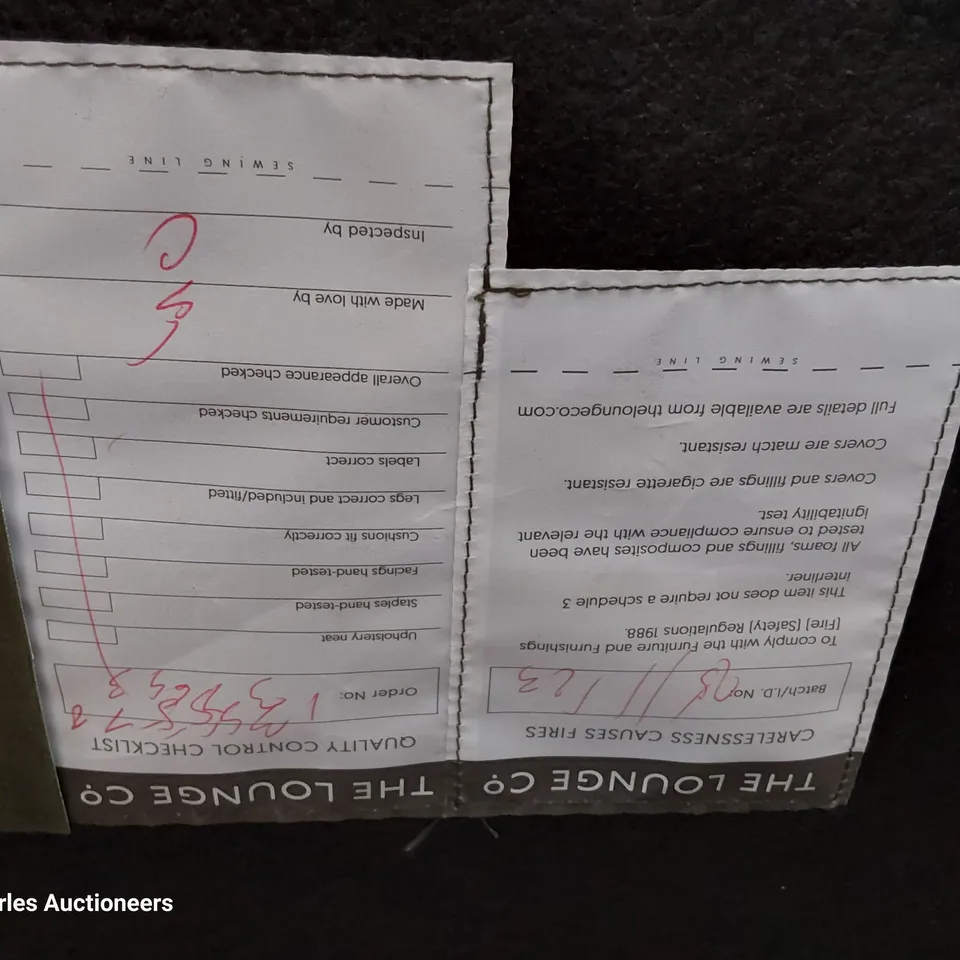 THE LOUNGE Co
CARELESSNESS CAUSES FIRES
Batch/I.D. No:
To comply with the Furniture and Furnishings
[Fire] [Safety] Regulations 1988.
This item does not require a schedule 3
interliner.
All foams, fillings and composites have been
tested to ensure compliance with the relevant
ignitability test.
Covers and fillings are cigarette resistant.
Covers are match resistant.
Full details are available from theloungeco.com
SEWING LINE
THE LOUNGE Co
QUALITY CONTROL CHECKLIST
Order No:
Upholstery neat
Staples hand-tested
Facings hand-tested
Cushions fit correctly
Legs correct and included/fitted
Labels correct
Customer requirements checked
Overall appearance checked
Made with love by
Inspected by
SEWING LINE
rles Auctioneers